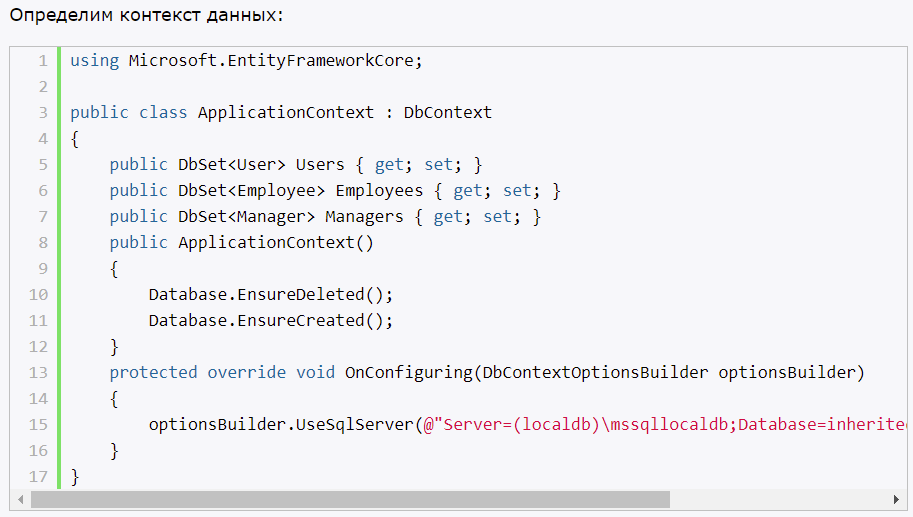 Определим контекст данных:
1 using Microsoft.EntityFrameworkCore;
2
3 public class ApplicationContext : DbContext
4 {
5     public DbSet<User> Users { get; set; }
6     public DbSet<Employee> Employees { get; set; }
7     public DbSet<Manager> Managers { get; set; }
8     public ApplicationContext()
9     {
10         Database.EnsureDeleted();
11         Database.EnsureCreated();
12     }
13     protected override void OnConfiguring(DbContextOptionsBuilder optionsBuilder)
14     {
15         optionsBuilder.UseSqlServer(@"Server=(localdb)\mssqllocaldb;Database=inherite
16     }
17 }